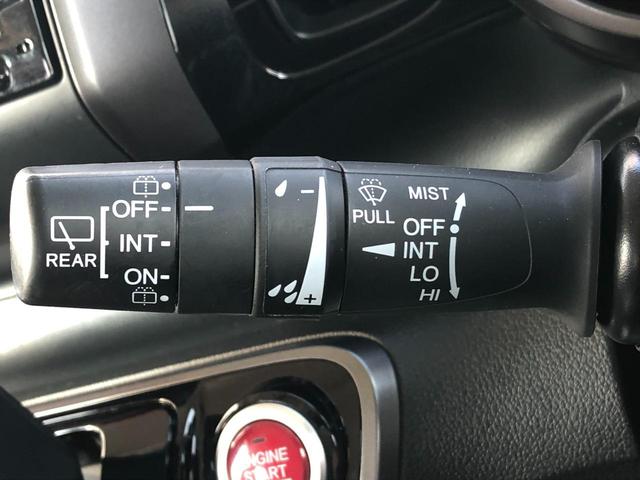 REAR
OFF
INT
ON
- 
+
PULL
MIST
OFF
INT
LO
HI
ENGINE
START